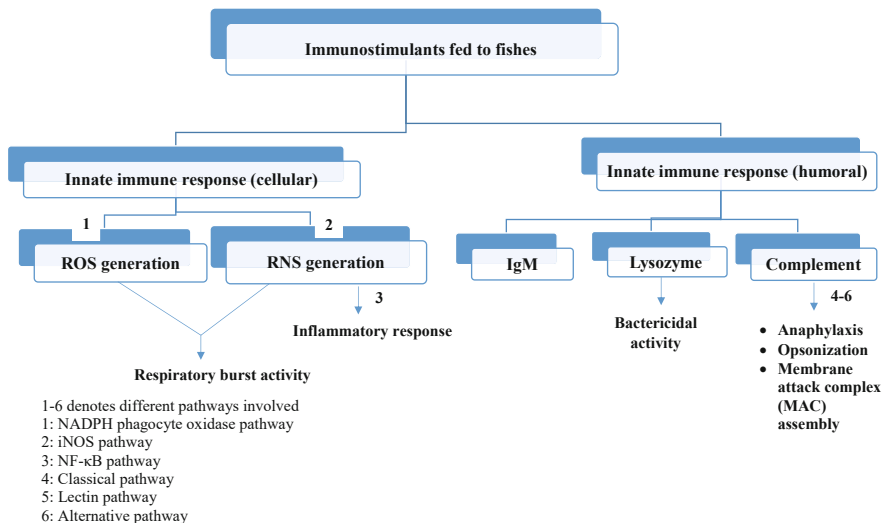 Immunostimulants fed to fishes
Innate immune response (cellular)
Innate immune response (humoral)
1
2
ROS generation
RNS generation
IgM
Lysozyme
Complement
3
4-6
Inflammatory response
Bactericidal
activity
• Anaphylaxis
• Opsonization
• Membrane
attack complex
(MAC)
assembly
Respiratory burst activity
1-6 denotes different pathways involved
1: NADPH phagocyte oxidase pathway
2: iNOS pathway
3: NF-κB pathway
4: Classical pathway
5: Lectin pathway
6: Alternative pathway